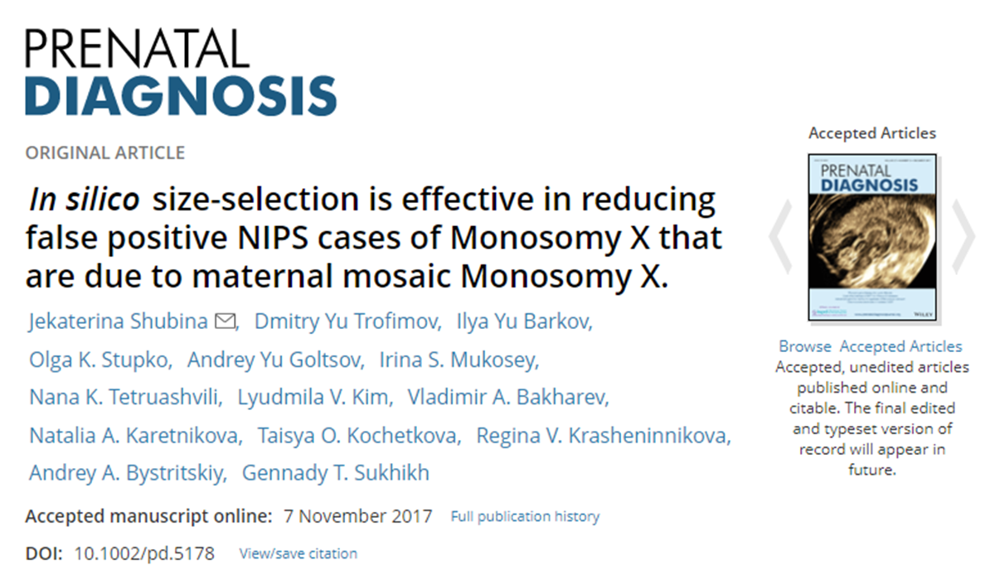 PRENATAL
DIAGNOSIS
ORIGINAL ARTICLE
In silico size-selection is effective in reducing
false positive NIPS cases of Monosomy X that
are due to maternal mosaic Monosomy X.
Jekaterina Shubina, Dmitry Yu Trofimov, Ilya Yu Barkov,
Olga K. Stupko, Andrey Yu Goltsov, Irina S. Mukosey,
Nana K. Tetruashvili, Lyudmila V. Kim, Vladimir A. Bakharev,
Natalia A. Karetnikova, Taisya O. Kochetkova, Regina V. Krasheninnikova,
Andrey A. Bystritskiy, Gennady T. Sukhikh
Accepted manuscript online: 7 November 2017 Full publication history
DOI: 10.1002/pd.5178 View/save citation
Accepted Articles
PRENATAL
DIAGNOSIS
WILEY
Browse Accepted Articles
Accepted, unedited articles
published online and
citable. The final edited
and typeset version of
record will appear in
future.